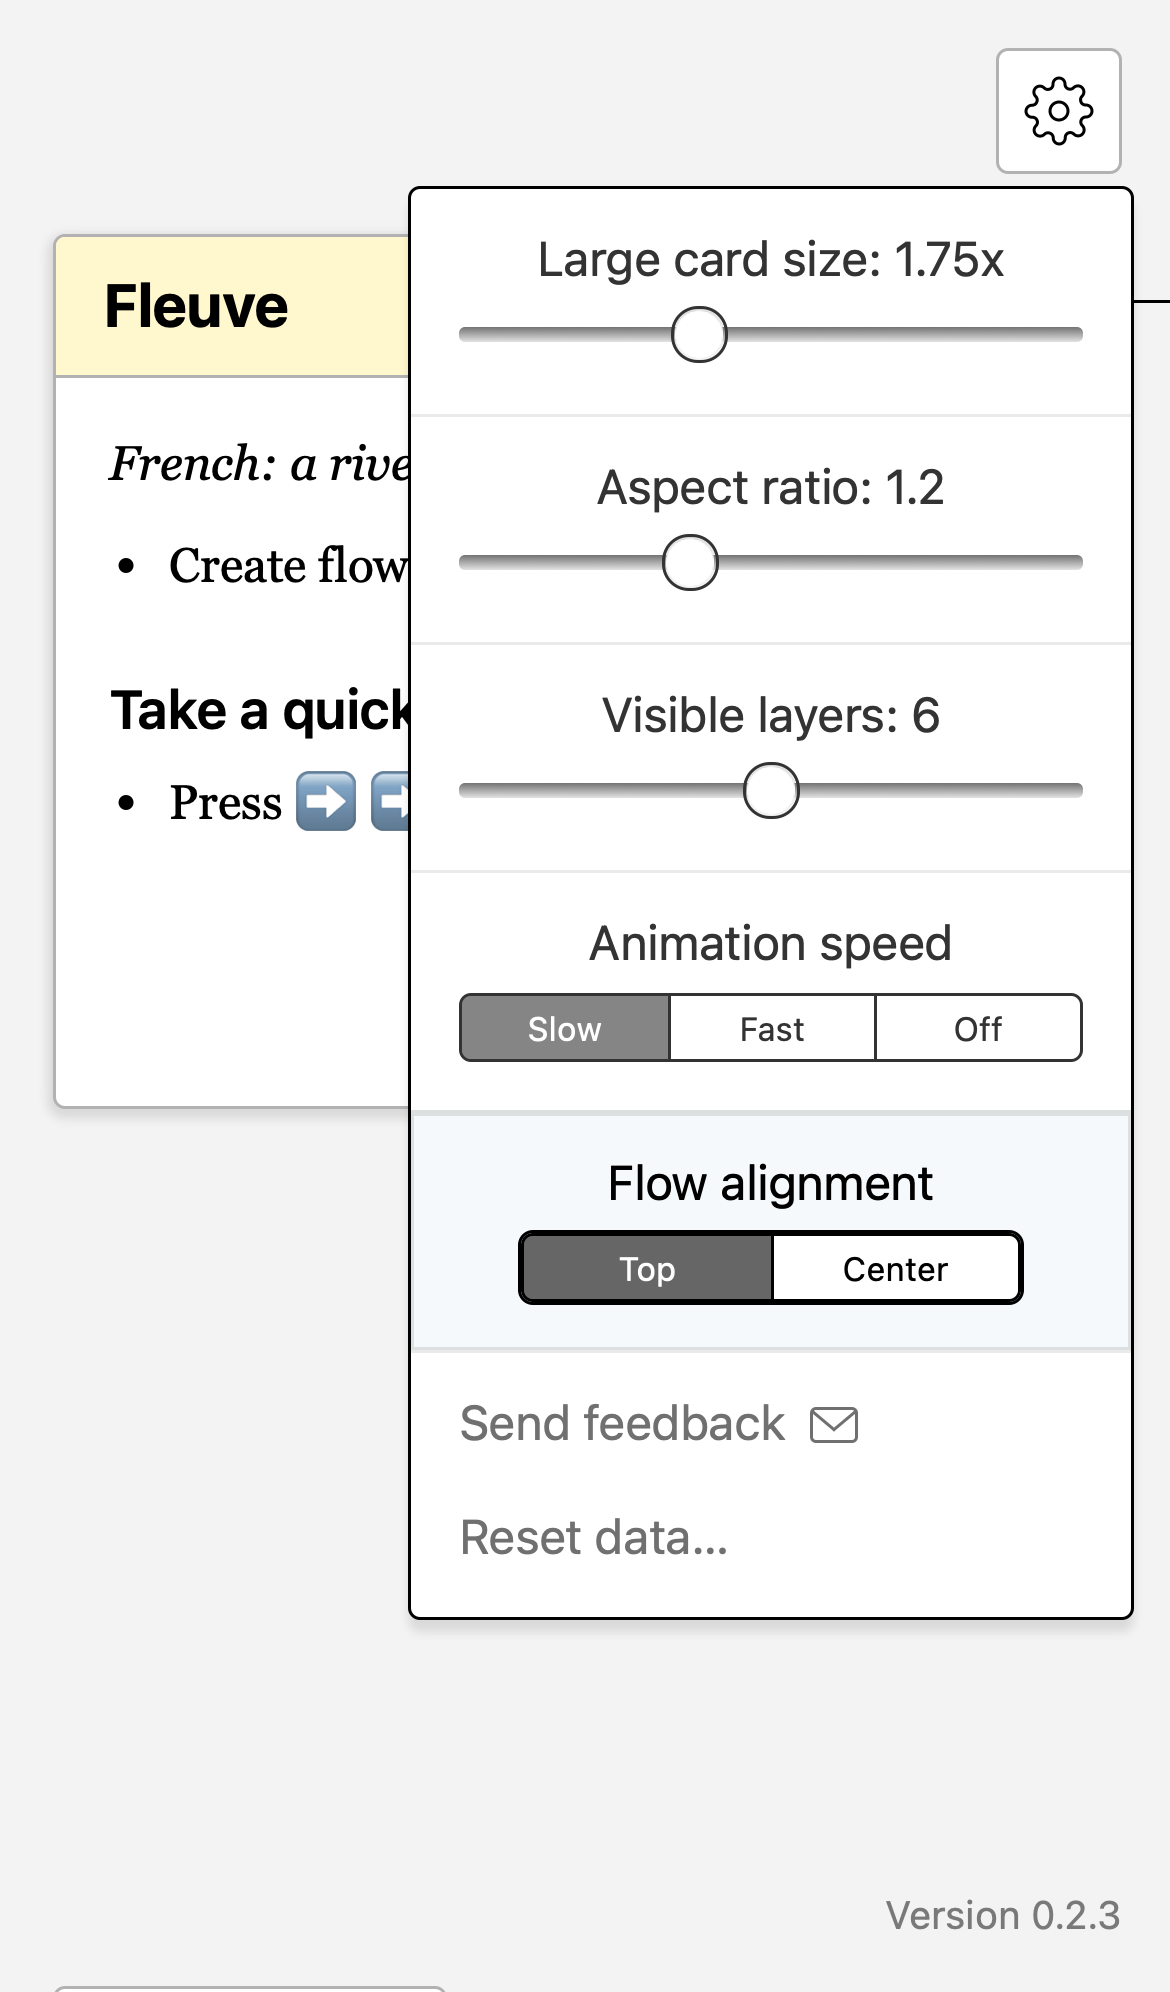 Large card size: 1.75x
Fleuve
French: a rive
Aspect ratio: 1.2
• Create flow
Visible layers: 6
Take a quick
• Press ➡️ ➡️
Animation speed
Slow Fast Off
Flow alignment
Top Center
Send feedback
Reset data...
Version 0.2.3